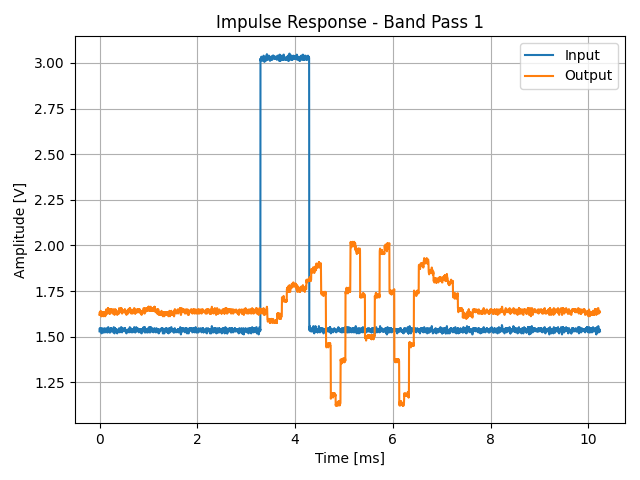 Impulse Response - Band Pass 1
Input
Output
Amplitude [V]
3.00
2.75
2.50
2.25
2.00
1.75
1.50
1.25
0 2 4 6 8 10
Time [ms]